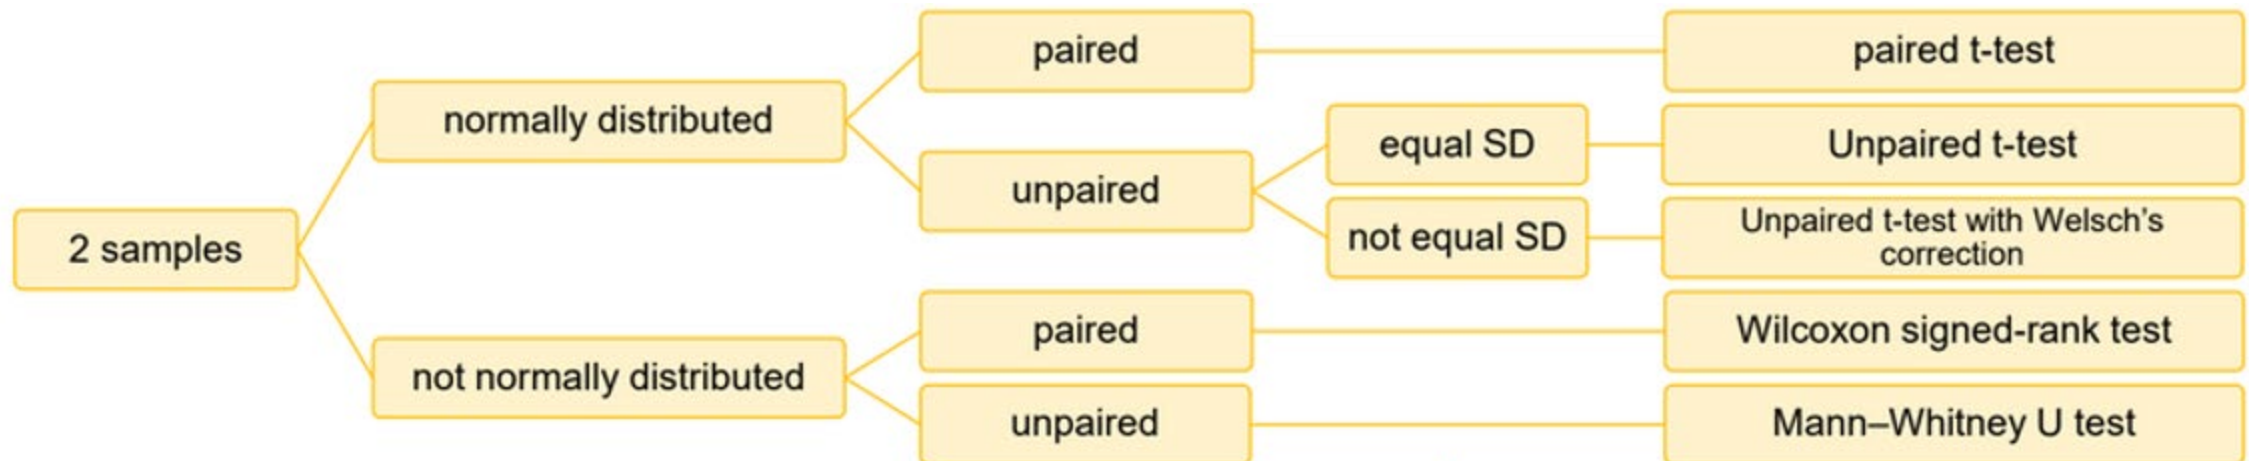 paired
paired t-test
normally distributed
equal SD
Unpaired t-test
unpaired
2 samples
not equal SD
Unpaired t-test with Welsch's
correction
paired
Wilcoxon signed-rank test
not normally distributed
unpaired
Mann–Whitney U test